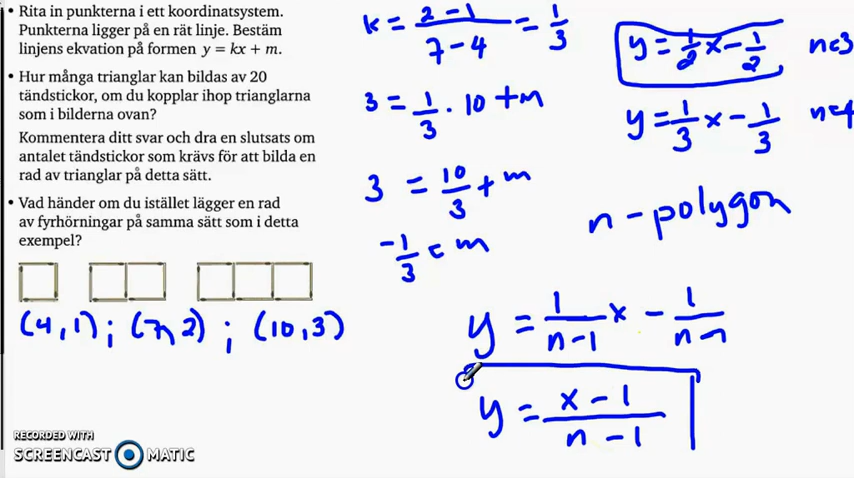 • Rita in punkterna i ett koordinatsystem.
Punkterna ligger på en rät linje. Bestäm
linjens ekvation på formen y = kx + m.
• Hur många trianglar kan bildas av 20
tändstickor, om du kopplar ihop trianglarna
som i bilderna ovan?
Kommentera ditt svar och dra en slutsats om
antalet tändstickor som krävs för att bilda en
rad av trianglar på detta sätt.
• Vad händer om du istället lägger en rad
av fyrhörningar på samma sätt som i detta
exempel?
(4,1); (7,2); (10,3)
k = 2-1/7-4 = 1/3
3 = 1/3 · 10 + m
3 = 10/3 + m
-1/3 = m
y = 1/2 x - 1/2 n=3
y = 1/3 x - 1/3 n=4
n-polygon
y = 1/n-1 x - 1/n-1
y = x-1/n-1
RECORDED WITH
SCREENCAST MATIC